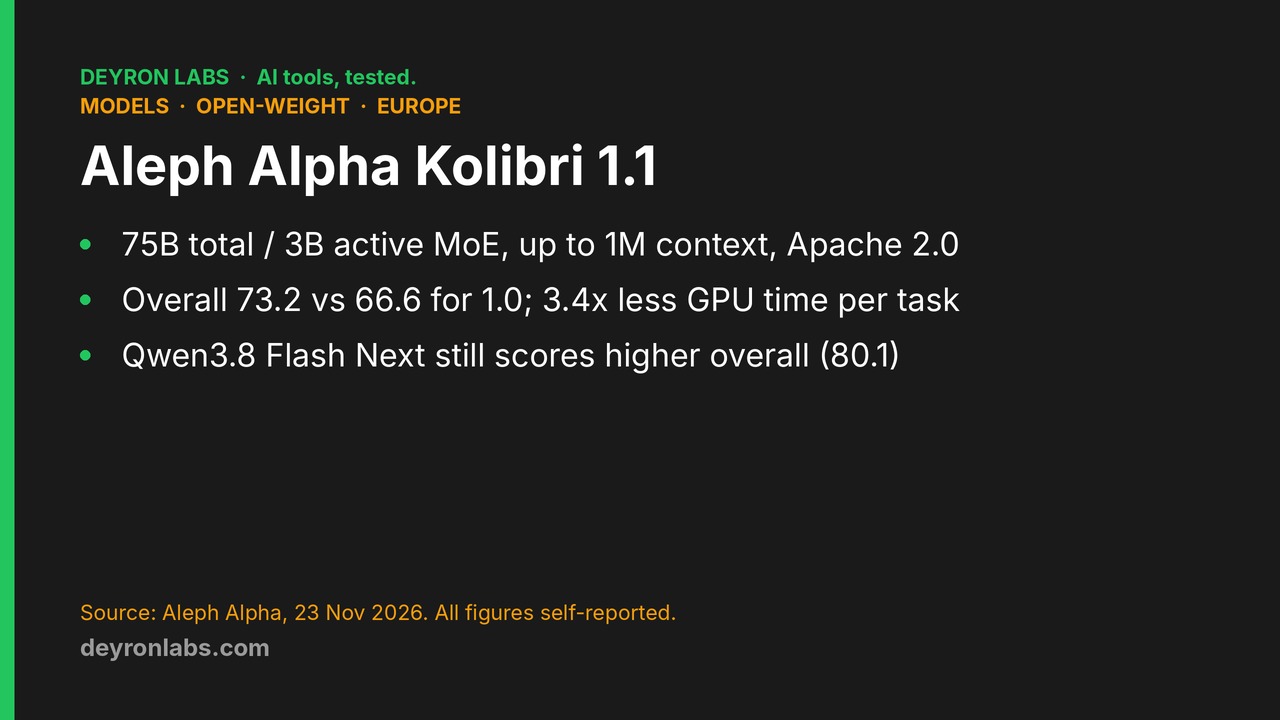 DEYRON LABS · AI tools, tested.
MODELS · OPEN-WEIGHT · EUROPE
Aleph Alpha Kolibri 1.1
• 75B total / 3B active MoE, up to 1M context, Apache 2.0
• Overall 73.2 vs 66.6 for 1.0; 3.4x less GPU time per task
• Qwen3.8 Flash Next still scores higher overall (80.1)
Source: Aleph Alpha, 23 Nov 2026. All figures self-reported.
deyronlabs.com